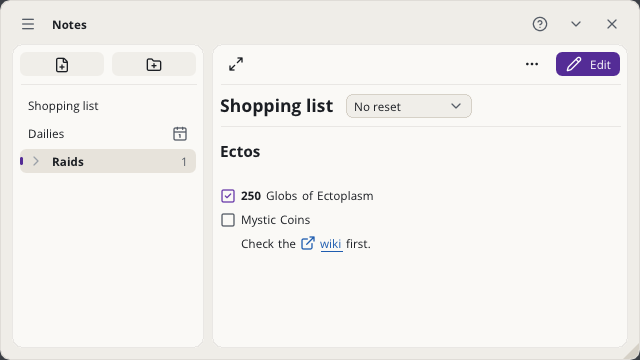 Notes
Edit
Shopping list
Dailies
Raids 1
Shopping list No reset
Ectos
250 Globs of Ectoplasm
Mystic Coins
Check the wiki first.